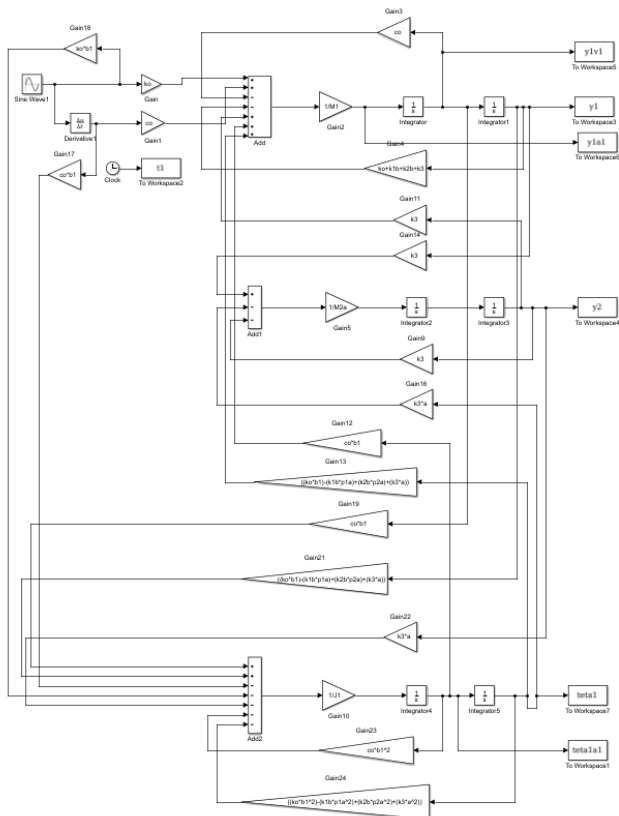 Gain18
ko*b1
Gain3
co
y1v1
To Workspace5
Sine Wave1
ko
Gain
Add
1/M1
Gain2
1
s
Integrator
1
s
Integrator1
y1
To Workspace3
Δu
Δt
Derivative1
co
Gain1
y1a1
To Workspace6
Gain17
co*b1
Clock
t1
To Workspace2
Gain4
ko+k1b+k2b+k3
Gain11
k3
Gain14
k3
Add1
1/M2a
Gain5
1
s
Integrator2
1
s
Integrator3
y2
To Workspace4
Gain9
k3
Gain16
k3*a
Gain12
co*b1
Gain13
((ko*b1)-(k1b*p1a)+(k2b*p2a)+(k3*a))
Gain19
co*b1
Gain21
((ko*b1)-(k1b*p1a)+(k2b*p2a)+(k3*a))
Gain22
k3*a
Add2
1/J1
Gain10
1
s
Integrator4
1
s
Integrator5
teta1
To Workspace7
Gain23
co*b1^2
teta1a1
To Workspace1
Gain24
((ko*b1^2)-(k1b*p1a^2)+(k2b*p2a^2)+(k3*a^2))